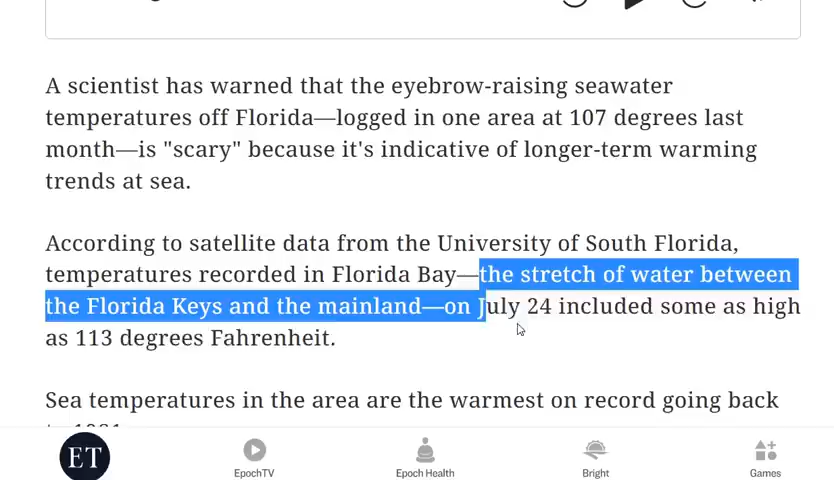 A scientist has warned that the eyebrow-raising seawater
temperatures off Florida—logged in one area at 107 degrees last
month—is "scary" because it's indicative of longer-term warming
trends at sea.
According to satellite data from the University of South Florida,
temperatures recorded in Florida Bay—the stretch of water between
the Florida Keys and the mainland—on July 24 included some as high
as 113 degrees Fahrenheit.
Sea temperatures in the area are the warmest on record going back
ET
EpochTV
Epoch Health
Bright
Games